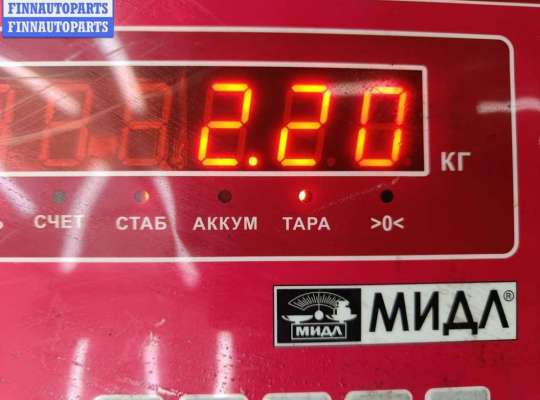 FINNAUTOPARTS
FINNAUTOPARTS
2.20 КГ
СЧЕТ СТАБ АККУМ ТАРА >0<
МИДЛ МИДЛ®